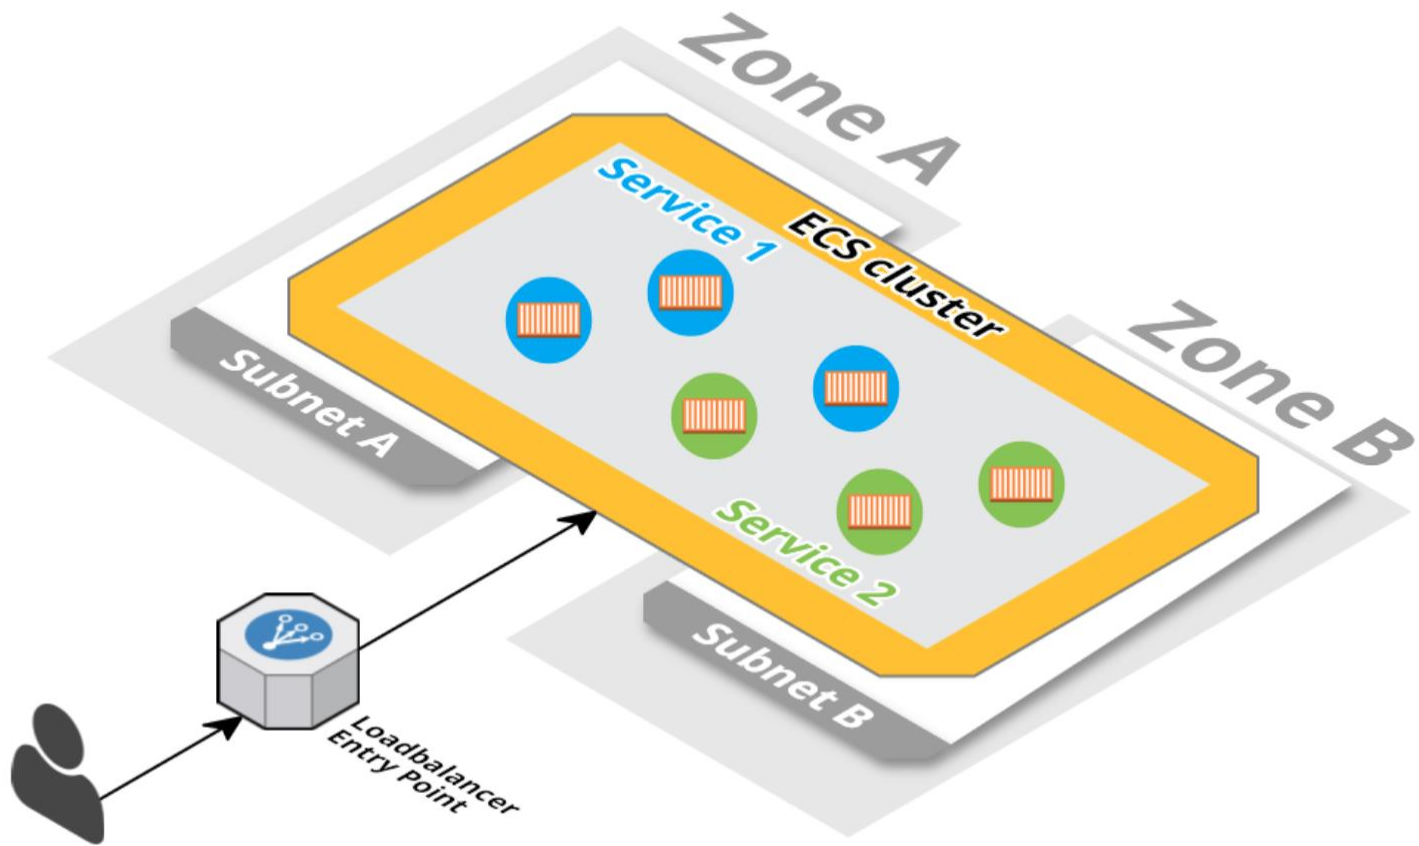 Zone A
Service 1
ECS cluster
Zone B
Subnet A
Service 2
Subnet B
Loadbalancer
Entry Point